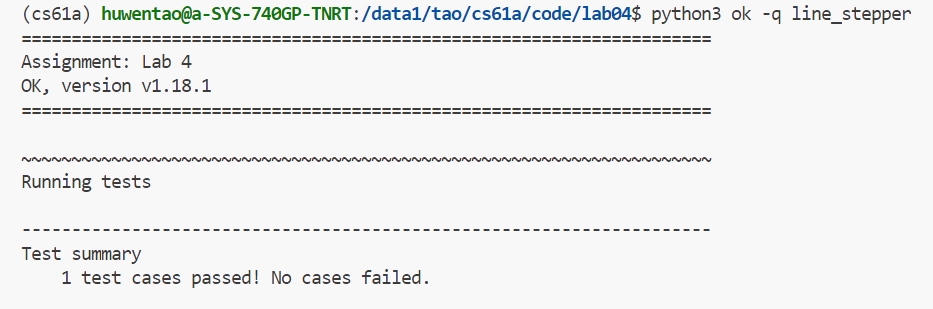 (cs61a) huwentao@a-SYS-740GP-TNRT:/data1/tao/cs61a/code/lab04$ python3 ok -q line_stepper
=====================================================================
Assignment: Lab 4
OK, version v1.18.1
=====================================================================
~~~~~~~~~~~~~~~~~~~~~~~~~~~~~~~~~~~~~~~~~~~~~~~~~~~~~~~~~~~~~~~~~~~~~
Running tests
---------------------------------------------------------------------
Test summary
    1 test cases passed! No cases failed.